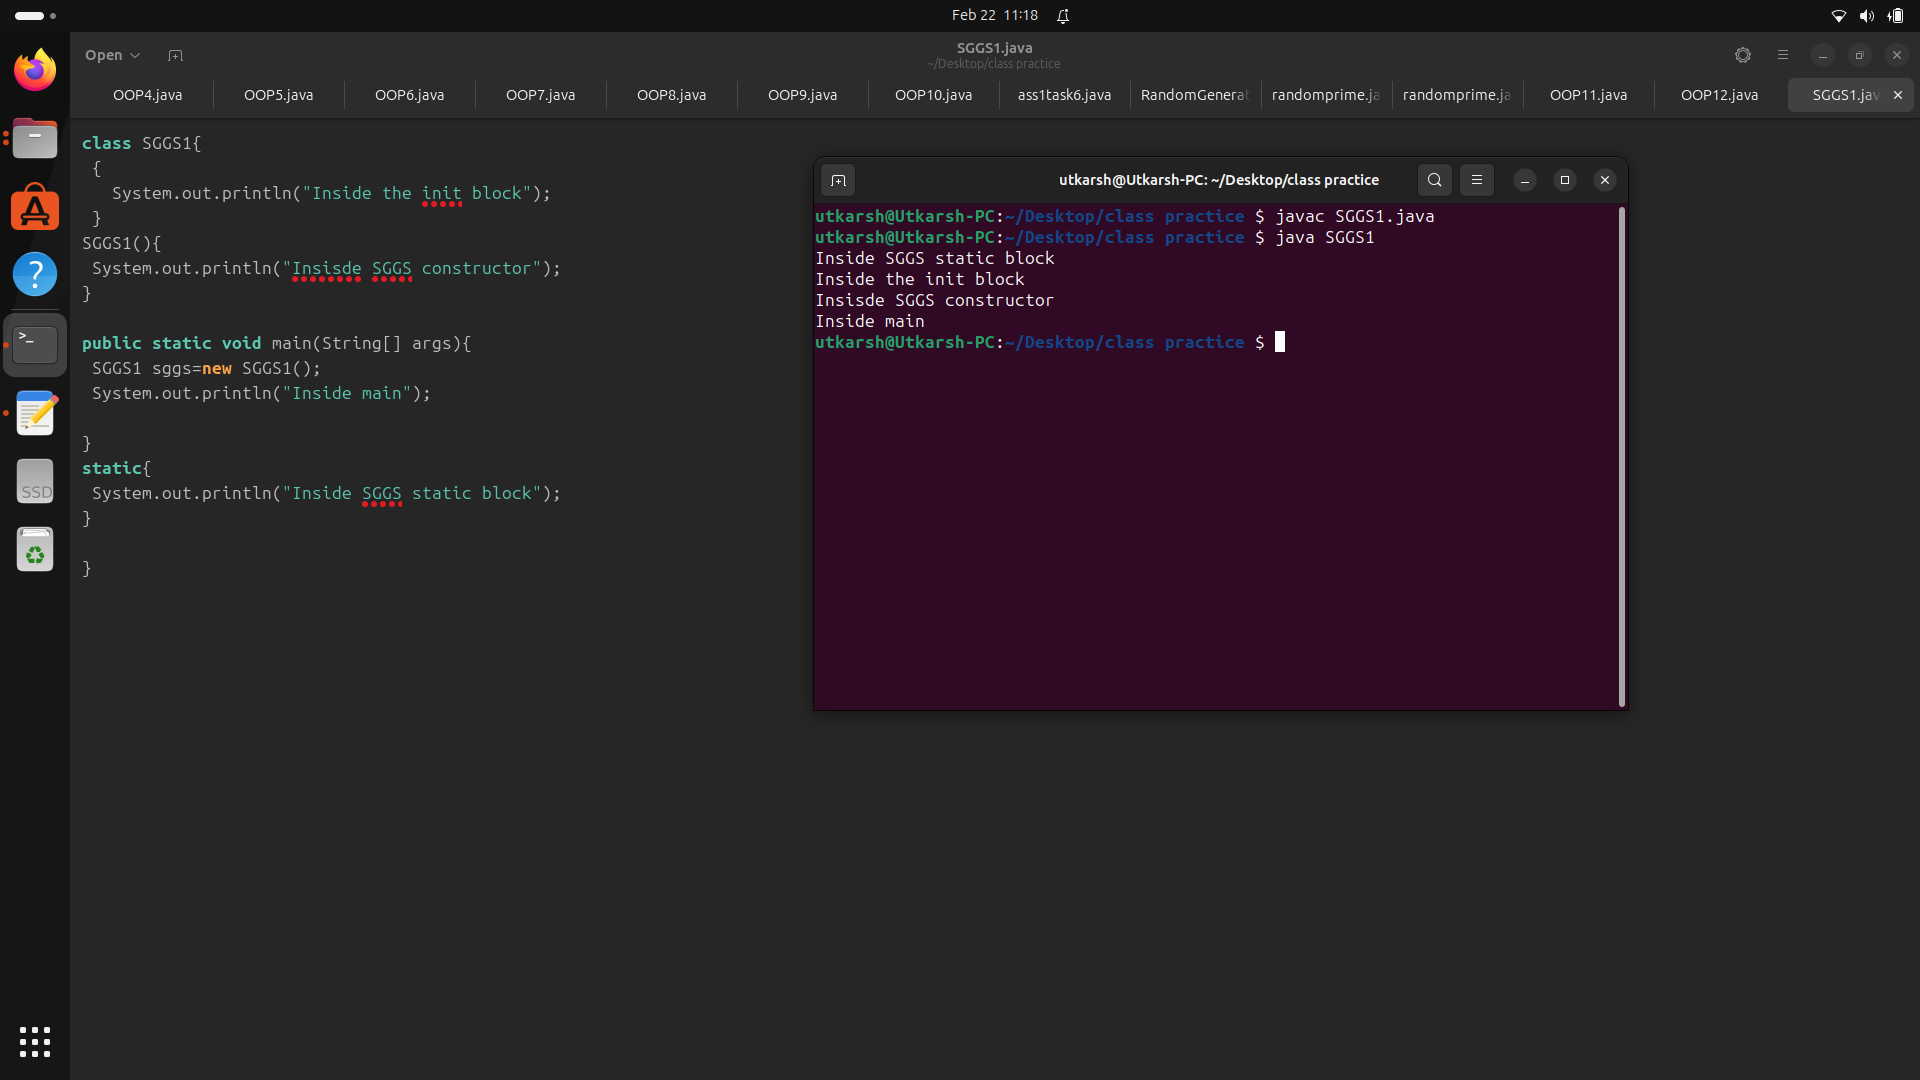 Feb 22 11:18
Open
SGGS1.java
~/Desktop/class practice
OOP4.java OOP5.java OOP6.java OOP7.java OOP8.java OOP9.java OOP10.java ass1task6.java RandomGenerat randomprime.ja randomprime.ja OOP11.java OOP12.java SGGS1.jav
class SGGS1{
{
System.out.println("Inside the init block");
}
SGGS1(){
System.out.println("Insisde SGGS constructor");
}
public static void main(String[] args){
SGGS1 sggs=new SGGS1();
System.out.println("Inside main");
}
static{
System.out.println("Inside SGGS static block");
}
}
utkarsh@Utkarsh-PC: ~/Desktop/class practice
utkarsh@Utkarsh-PC:~/Desktop/class practice $ javac SGGS1.java
utkarsh@Utkarsh-PC:~/Desktop/class practice $ java SGGS1
Inside SGGS static block
Inside the init block
Insisde SGGS constructor
Inside main
utkarsh@Utkarsh-PC:~/Desktop/class practice $
>_
?
SSD